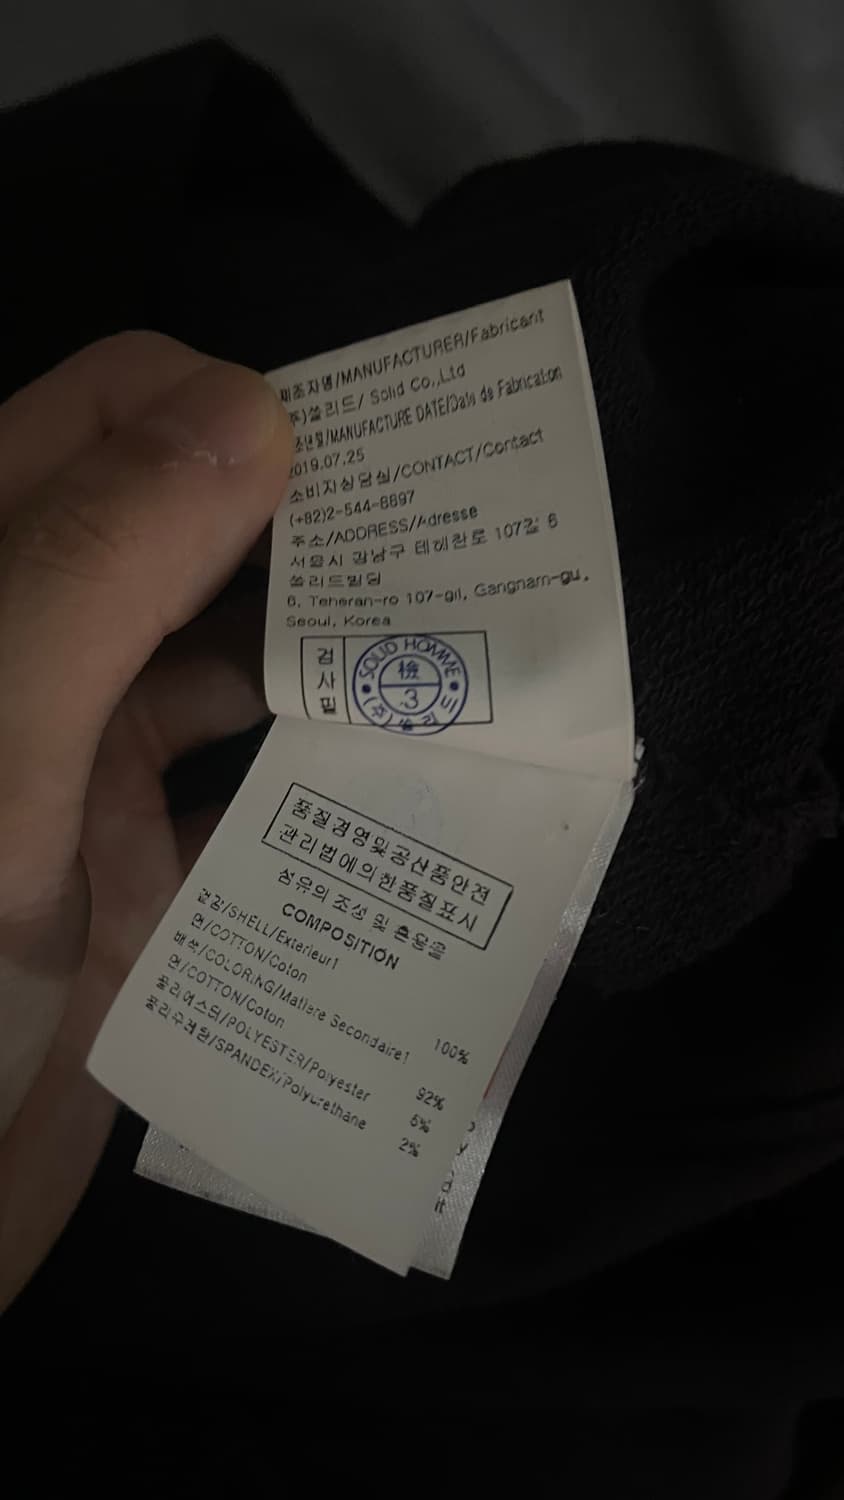 제조자명/MANUFACTURER/Fabricant
주)쏠리드/ Solid Co.,Ltd
조년월/MANUFACTURE DATE/Date de Fabrication
2019.07.25
소비자상담실/CONTACT/Contact
(+82)2-544-8897
주소/ADDRESS/Adresse
서울시 강남구 테헤란로 107길 6
쏠리드빌딩
6, Teheran-ro 107-gil, Gangnam-gu,
Seoul, Korea
검사필
SOLID HOMME
檢
3
(주)쏠리드
품질경영및공산품안전
관리법에의한품질표시
섬유의 조성 및 혼용율
COMPOSITION
겉감/SHELL/Exterieur1
면/COTTON/Coton 100%
배색/COLORING/Matiere Secondaire1
면/COTTON/Coton 92%
폴리에스터/POLYESTER/Polyester 6%
폴리우레탄/SPANDEX/Polyurethane 2%